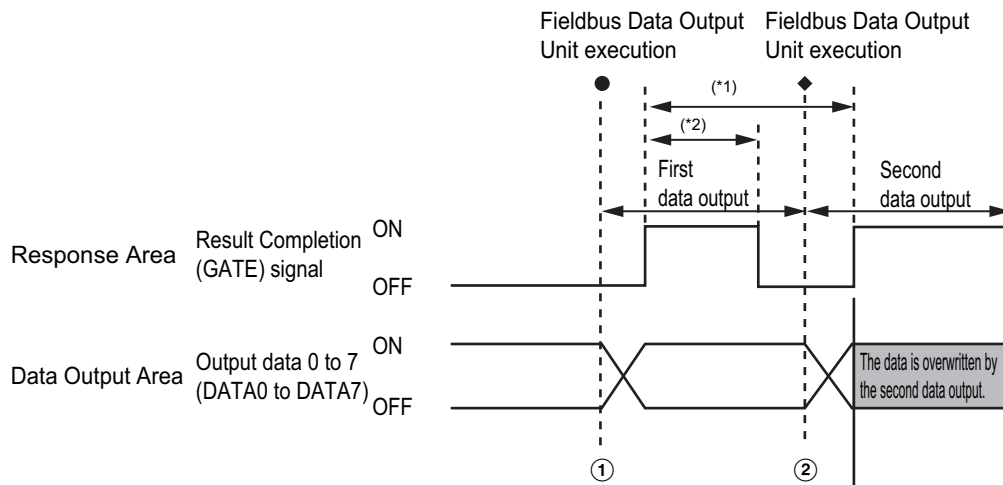 Fieldbus Data Output
Unit execution
Fieldbus Data Output
Unit execution
(*1)
(*2)
First
data output
Second
data output
Response Area
Result Completion
(GATE) signal
ON
OFF
Data Output Area
Output data 0 to 7
(DATA0 to DATA7)
ON
OFF
The data is overwritten by
the second data output.
①
②